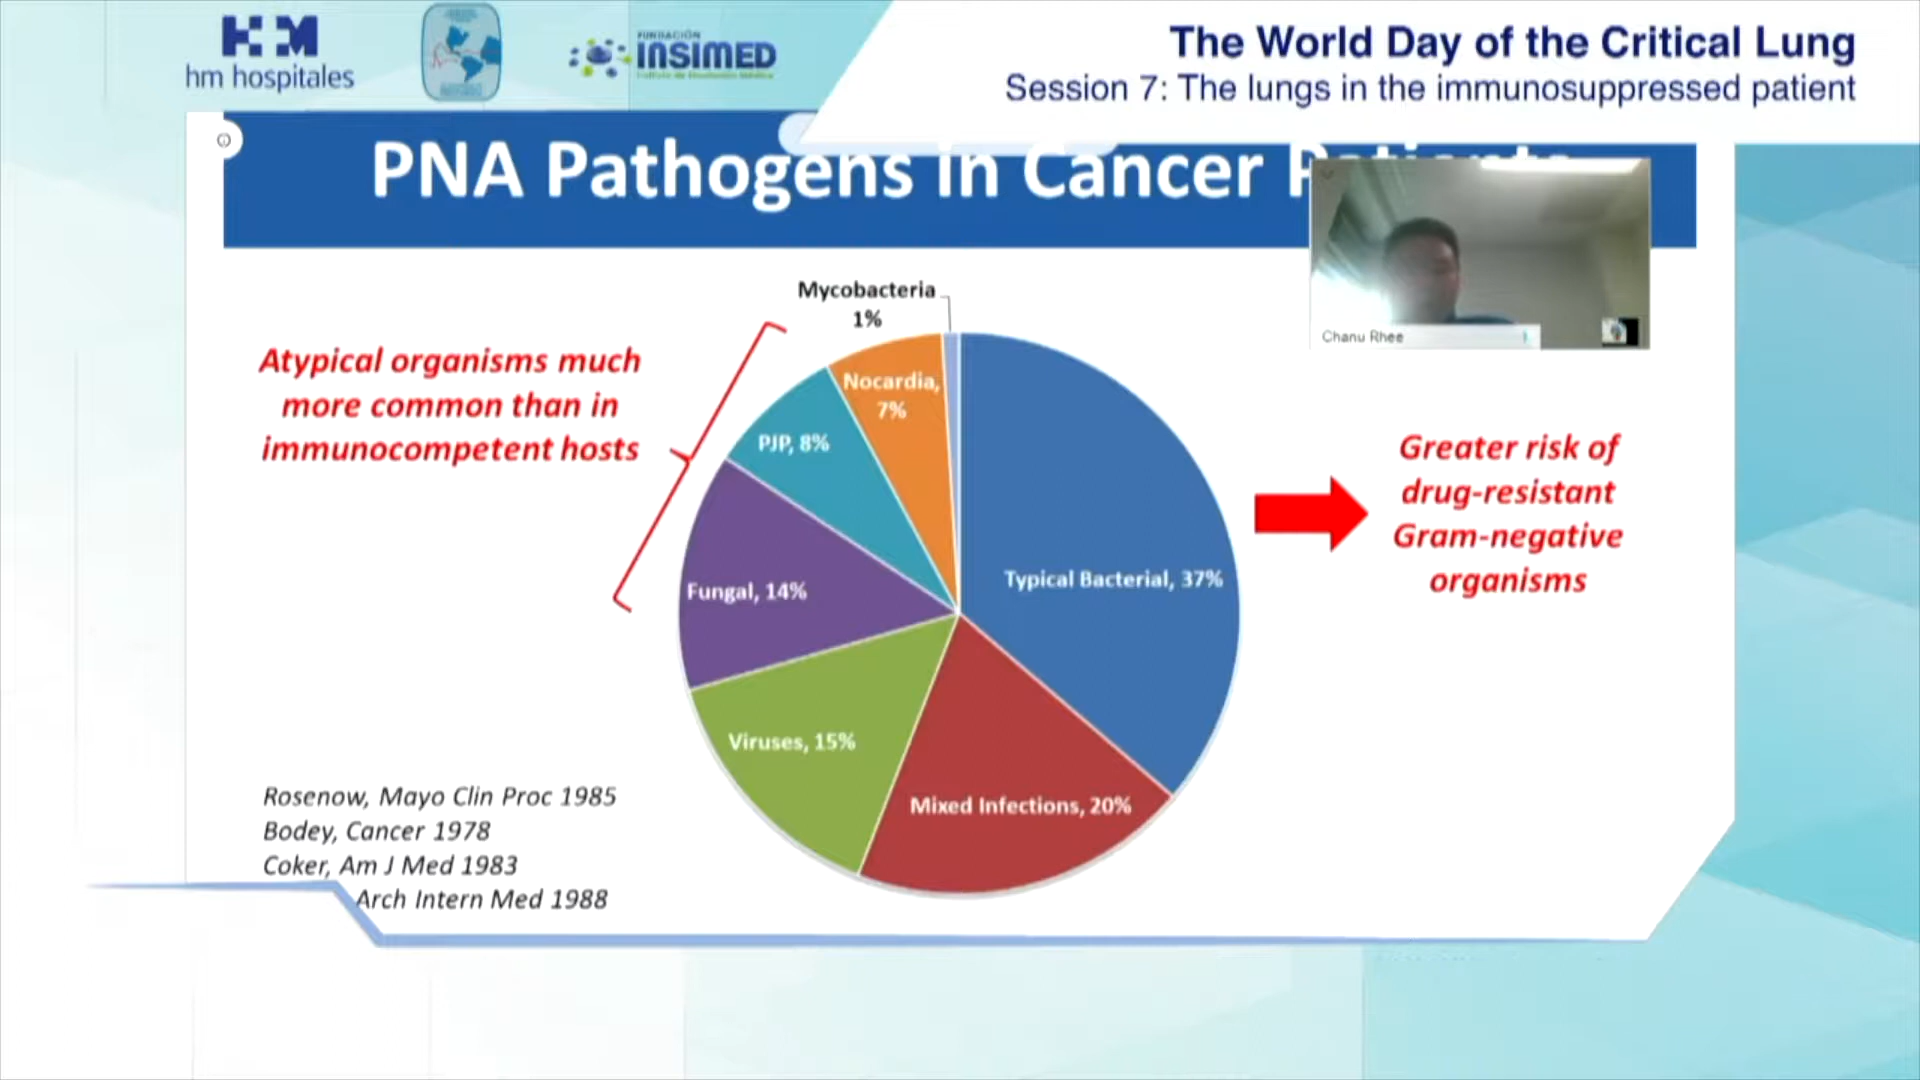 hm hospitales
FUNDACIÓN
INSIMED
The World Day of the Critical Lung
Session 7: The lungs in the immunosuppressed patient
PNA Pathogens in Cancer Patients
Chanu Rhee
Mycobacteria
1%
Atypical organisms much
more common than in
immunocompetent hosts
Nocardia,
7%
PJP, 8%
Fungal, 14%
Viruses, 15%
Mixed Infections, 20%
Typical Bacterial, 37%
Greater risk of
drug-resistant
Gram-negative
organisms
Rosenow, Mayo Clin Proc 1985
Bodey, Cancer 1978
Coker, Am J Med 1983
Arch Intern Med 1988